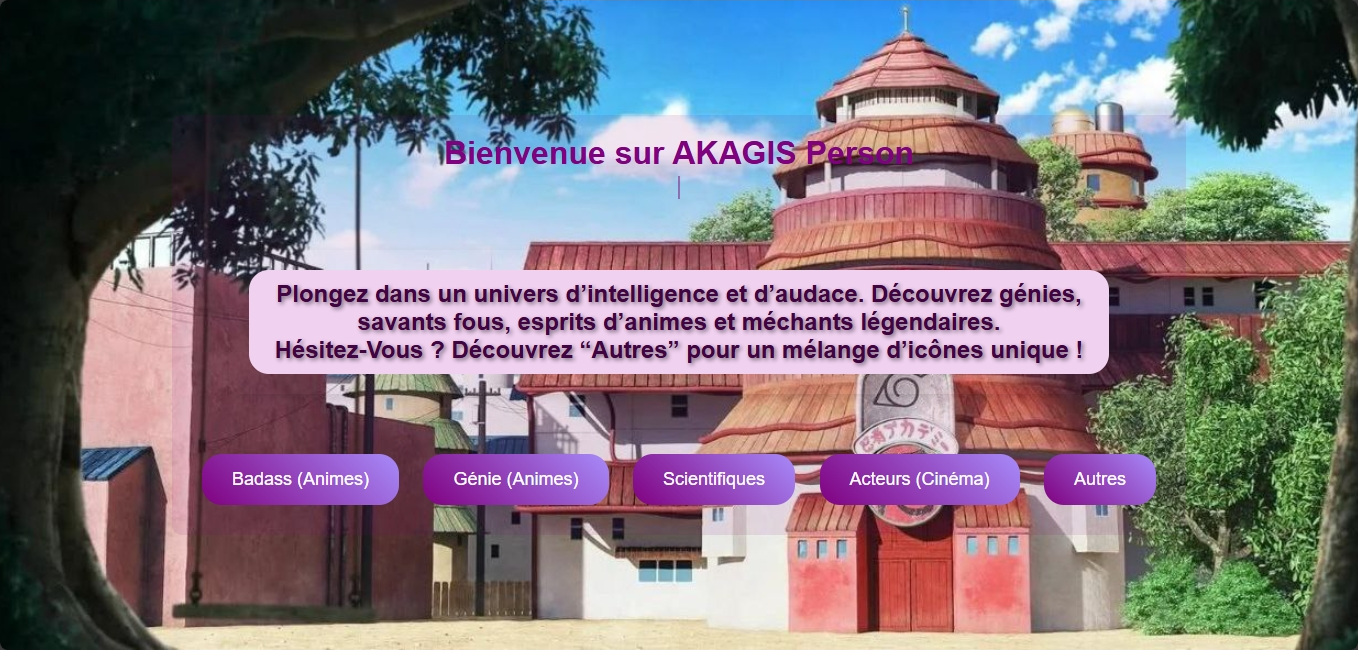 Bienvenue sur AKAGIS Person
Plongez dans un univers d’intelligence et d’audace. Découvrez génies,
savants fous, esprits d’animes et méchants légendaires.
Hésitez-Vous ? Découvrez “Autres” pour un mélange d’icônes unique !
Badass (Animes)
Génie (Animes)
Scientifiques
Acteurs (Cinéma)
Autres